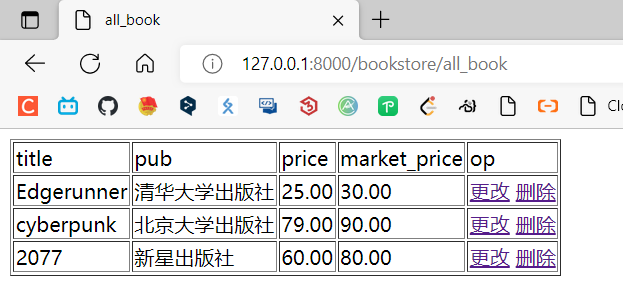 all_book
127.0.0.1:8000/bookstore/all_book
Clo
title pub price market_price op
Edgerunner 清华大学出版社 25.00 30.00 更改 删除
cyberpunk 北京大学出版社 79.00 90.00 更改 删除
2077 新星出版社 60.00 80.00 更改 删除